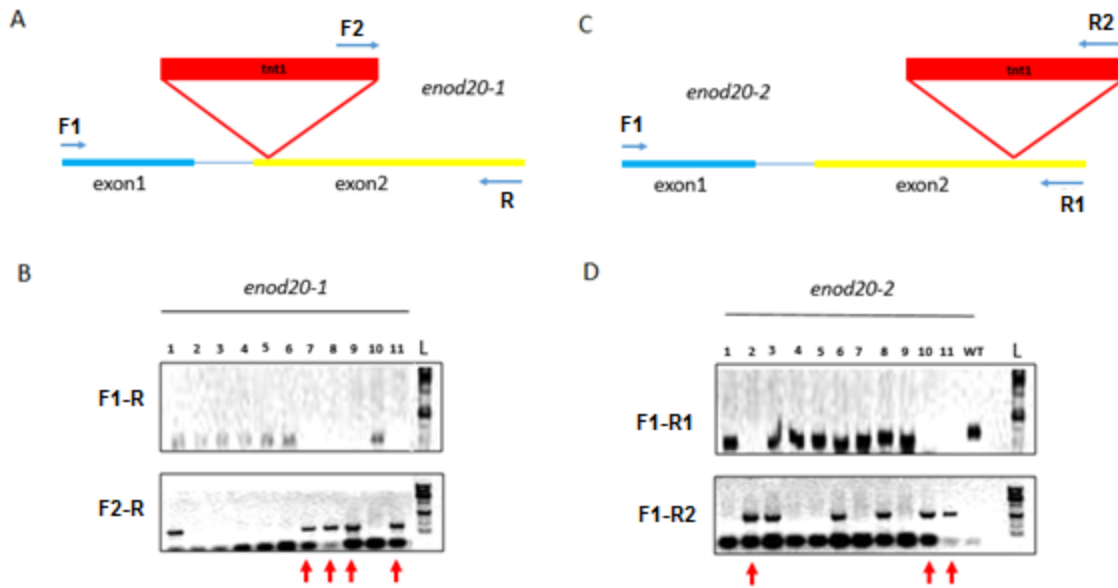 A
F2
tnt1
enod20-1
F1
exon1
exon2
R
C
R2
tnt1
enod20-2
F1
exon1
exon2
R1
B
enod20-1
1 2 3 4 5 6 7 8 9 10 11 L
F1-R
F2-R
D
enod20-2
1 2 3 4 5 6 7 8 9 10 11 WT L
F1-R1
F1-R2